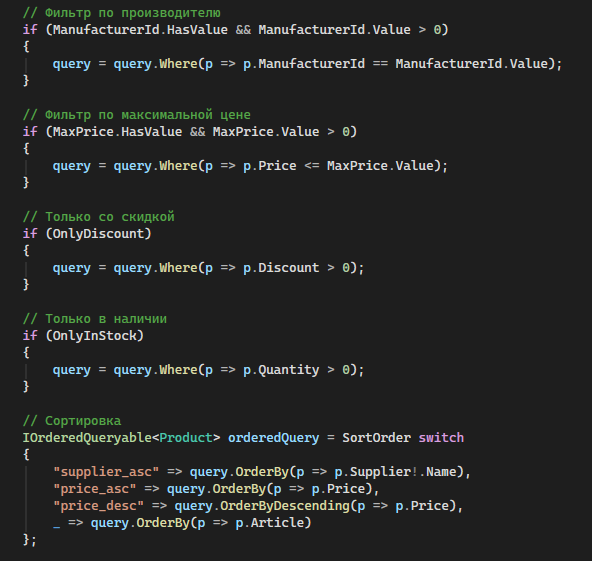 // Фильтр по производителю
if (ManufacturerId.HasValue && ManufacturerId.Value > 0)
{
    query = query.Where(p => p.ManufacturerId == ManufacturerId.Value);
}

// Фильтр по максимальной цене
if (MaxPrice.HasValue && MaxPrice.Value > 0)
{
    query = query.Where(p => p.Price <= MaxPrice.Value);
}

// Только со скидкой
if (OnlyDiscount)
{
    query = query.Where(p => p.Discount > 0);
}

// Только в наличии
if (OnlyInStock)
{
    query = query.Where(p => p.Quantity > 0);
}

// Сортировка
IOrderedQueryable<Product> orderedQuery = SortOrder switch
{
    "supplier_asc" => query.OrderBy(p => p.Supplier!.Name),
    "price_asc" => query.OrderBy(p => p.Price),
    "price_desc" => query.OrderByDescending(p => p.Price),
    _ => query.OrderBy(p => p.Article)
};